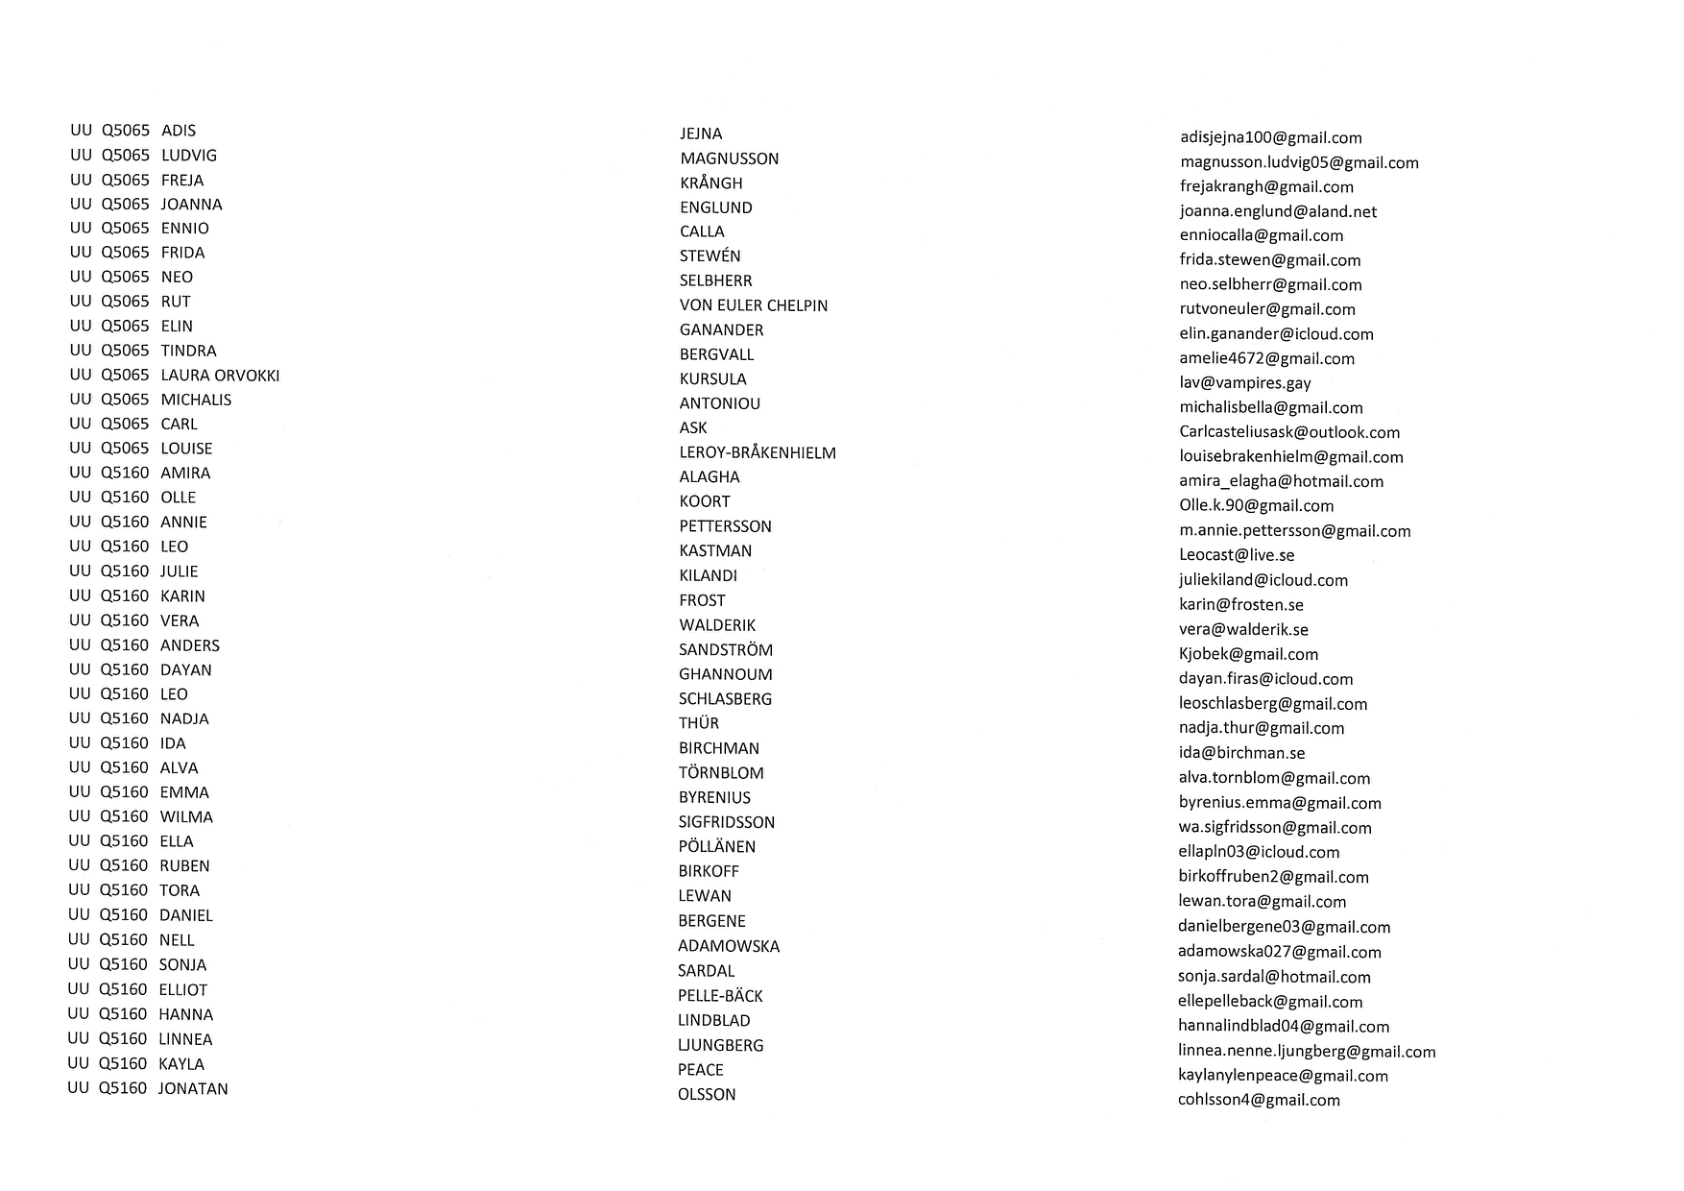 UU Q5065 ADIS JEJNA adisjejna100@gmail.com
UU Q5065 LUDVIG MAGNUSSON magnusson.ludvig05@gmail.com
UU Q5065 FREJA KRÅNGH frejakrangh@gmail.com
UU Q5065 JOANNA ENGLUND joanna.englund@aland.net
UU Q5065 ENNIO CALLA enniocalla@gmail.com
UU Q5065 FRIDA STEWÉN frida.stewen@gmail.com
UU Q5065 NEO SELBHERR neo.selbherr@gmail.com
UU Q5065 RUT VON EULER CHELPIN rutvoneuler@gmail.com
UU Q5065 ELIN GANANDER elin.ganander@icloud.com
UU Q5065 TINDRA BERGVALL amelie4672@gmail.com
UU Q5065 LAURA ORVOKKI KURSULA lav@vampires.gay
UU Q5065 MICHALIS ANTONIOU michalisbella@gmail.com
UU Q5065 CARL ASK Carlcasteliusask@outlook.com
UU Q5065 LOUISE LEROY-BRÅKENHIELM louisebrakenhielm@gmail.com
UU Q5160 AMIRA ALAGHA amira_elagha@hotmail.com
UU Q5160 OLLE KOORT Olle.k.90@gmail.com
UU Q5160 ANNIE PETTERSSON m.annie.pettersson@gmail.com
UU Q5160 LEO KASTMAN Leocast@live.se
UU Q5160 JULIE KILANDI juliekiland@icloud.com
UU Q5160 KARIN FROST karin@frosten.se
UU Q5160 VERA WALDERIK vera@walderik.se
UU Q5160 ANDERS SANDSTRÖM Kjobek@gmail.com
UU Q5160 DAYAN GHANNOUM dayan.firas@icloud.com
UU Q5160 LEO SCHLASBERG leoschlasberg@gmail.com
UU Q5160 NADJA THÜR nadja.thur@gmail.com
UU Q5160 IDA BIRCHMAN ida@birchman.se
UU Q5160 ALVA TÖRNBLOM alva.tornblom@gmail.com
UU Q5160 EMMA BYRENIUS byrenius.emma@gmail.com
UU Q5160 WILMA SIGFRIDSSON wa.sigfridsson@gmail.com
UU Q5160 ELLA PÖLLÄNEN ellapln03@icloud.com
UU Q5160 RUBEN BIRKOFF birkoffruben2@gmail.com
UU Q5160 TORA LEWAN lewan.tora@gmail.com
UU Q5160 DANIEL BERGENE danielbergene03@gmail.com
UU Q5160 NELL ADAMOWSKA adamowska027@gmail.com
UU Q5160 SONJA SARDAL sonja.sardal@hotmail.com
UU Q5160 ELLIOT PELLE-BÄCK ellepelleback@gmail.com
UU Q5160 HANNA LINDBLAD hannalindblad04@gmail.com
UU Q5160 LINNEA LJUNGBERG linnea.nenne.ljungberg@gmail.com
UU Q5160 KAYLA PEACE kaylanylenpeace@gmail.com
UU Q5160 JONATAN OLSSON cohlsson4@gmail.com